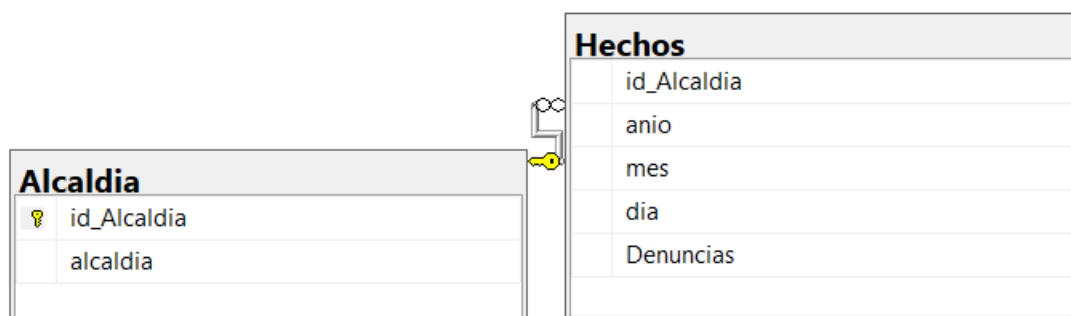 Alcaldia
id_Alcaldia
alcaldia
Hechos
id_Alcaldia
anio
mes
dia
Denuncias